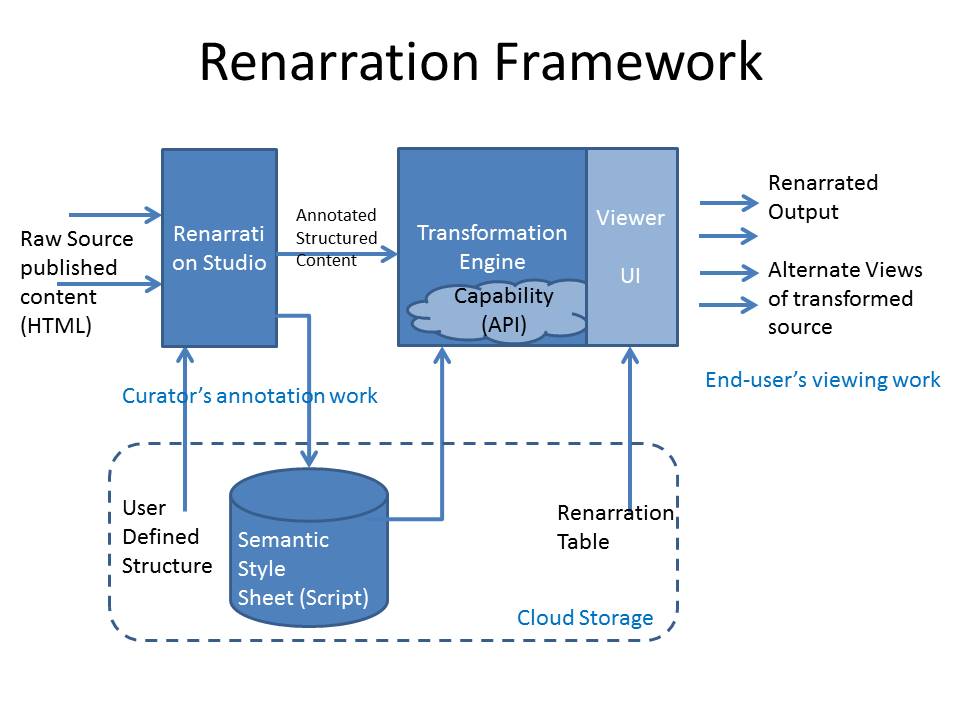 Renarration Framework
Raw Source
published
content
(HTML)
Renarrati
on Studio
Annotated
Structured
Content
Transformation
Engine
Capability
(API)
Viewer
UI
Renarrated
Output
Alternate Views
of transformed
source
End-user's viewing work
Curator's annotation work
User
Defined
Structure
Semantic
Style
Sheet (Script)
Renarration
Table
Cloud Storage